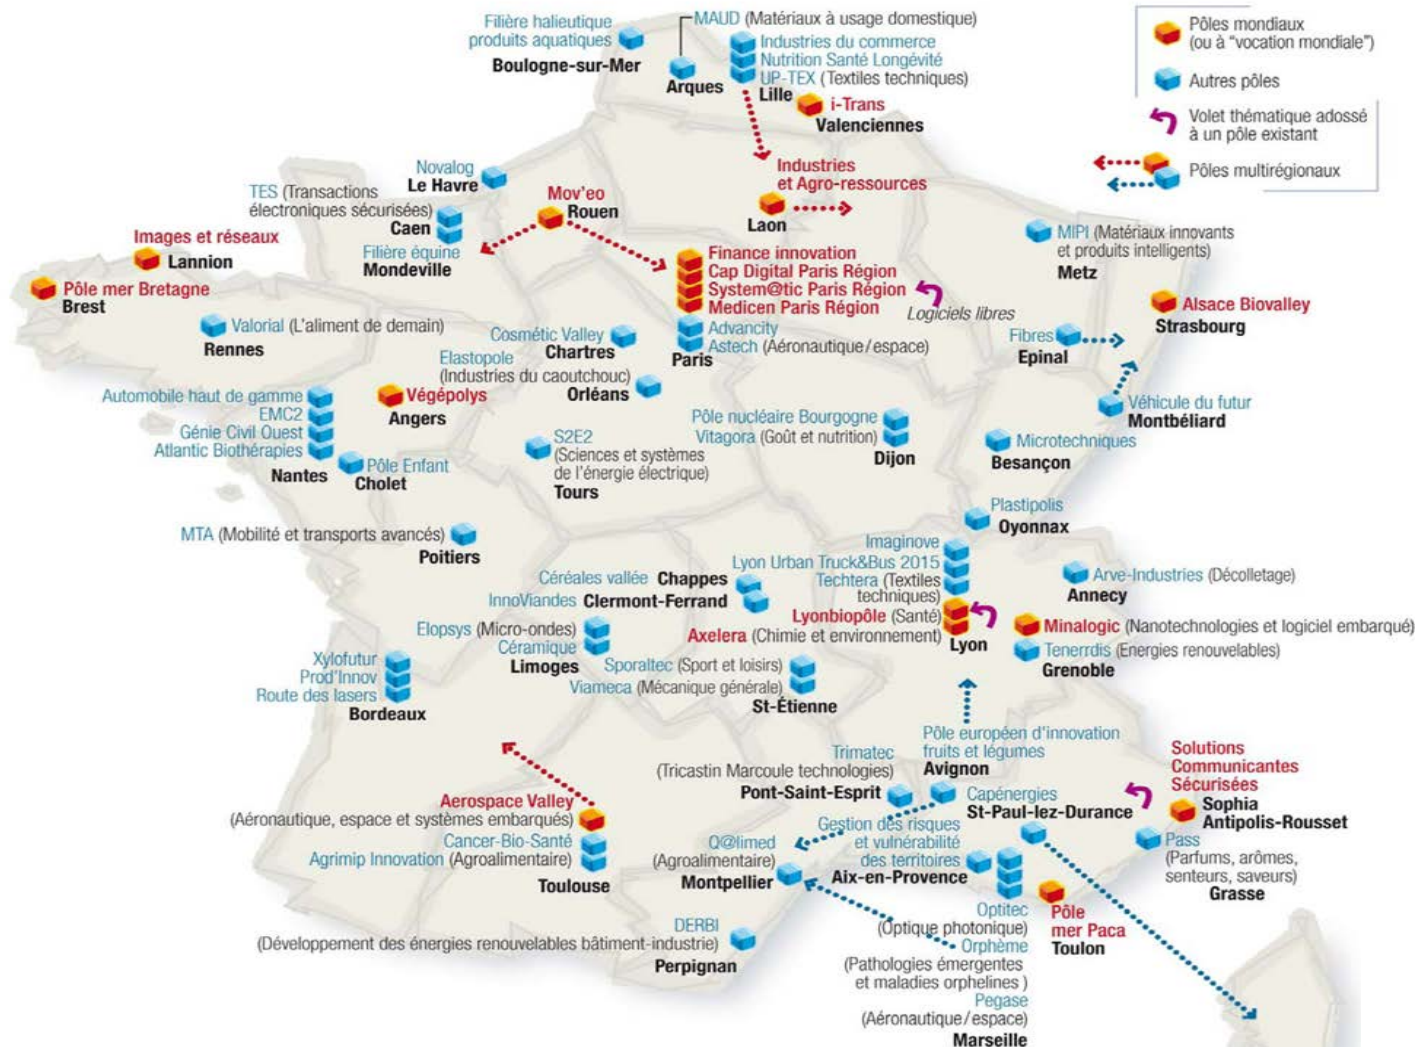 Filière halieutique
produits aquatiques
Boulogne-sur-Mer
MAUD (Matériaux à usage domestique)
Arques
Industries du commerce
Nutrition Santé Longévité
UP-TEX (Textiles techniques)
Lille
i-Trans
Valenciennes
Pôles mondiaux
(ou à “vocation mondiale”)
Autres pôles
Volet thématique adossé
à un pôle existant
Pôles multirégionaux
Novalog
Le Havre
TES (Transactions
électroniques sécurisées)
Caen
Filière équine
Mondeville
Mov'eo
Rouen
Industries
et Agro-ressources
Laon
Images et réseaux
Lannion
Pôle mer Bretagne
Brest
Valorial (L'aliment de demain)
Rennes
Finance innovation
Cap Digital Paris Région
System@tic Paris Région
Medicen Paris Région
Logiciels libres
Advancity
Astech (Aéronautique/espace)
Paris
MIPI (Matériaux innovants
et produits intelligents)
Metz
Alsace Biovalley
Strasbourg
Fibres
Epinal
Cosmétic Valley
Chartres
Elastopole
(Industries du caoutchouc)
Orléans
Automobile haut de gamme
EMC2
Génie Civil Ouest
Atlantic Biothérapies
Nantes
Végépolys
Angers
Pôle Enfant
Cholet
S2E2
(Sciences et systèmes
de l'énergie électrique)
Tours
Pôle nucléaire Bourgogne
Vitagora (Goût et nutrition)
Dijon
Véhicule du futur
Montbéliard
Microtechniques
Besançon
MTA (Mobilité et transports avancés)
Poitiers
Plastipolis
Oyonnax
Imaginove
Lyon Urban Truck&Bus 2015
Techtera (Textiles
techniques)
Lyonbiopôle (Santé)
Axelera (Chimie et environnement)
Lyon
Céréales vallée Chappes
InnoViandes Clermont-Ferrand
Arve-Industries (Décolletage)
Annecy
Minalogic (Nanotechnologies et logiciel embarqué)
Tenerrdis (Energies renouvelables)
Grenoble
Elopsys (Micro-ondes)
Céramique
Limoges
Sporaltec (Sport et loisirs)
Viameca (Mécanique générale)
St-Étienne
Xylofutur
Prod'Innov
Route des lasers
Bordeaux
Trimatec
(Tricastin Marcoule technologies)
Pont-Saint-Esprit
Pôle européen d'innovation
fruits et légumes
Avignon
Solutions
Communicantes
Sécurisées
Sophia
Antipolis-Rousset
Capénergies
St-Paul-lez-Durance
Aerospace Valley
(Aéronautique, espace et systèmes embarqués)
Cancer-Bio-Santé
Agrimip Innovation (Agroalimentaire)
Toulouse
Q@limed
(Agroalimentaire)
Montpellier
Gestion des risques
et vulnérabilité
des territoires
Aix-en-Provence
Pass
(Parfums, arômes,
senteurs, saveurs)
Grasse
Pôle
mer Paca
Toulon
DERBI
(Développement des énergies renouvelables bâtiment-industrie)
Perpignan
Optitec
(Optique photonique)
Orphème
(Pathologies émergentes
et maladies orphelines )
Pegase
(Aéronautique/espace)
Marseille